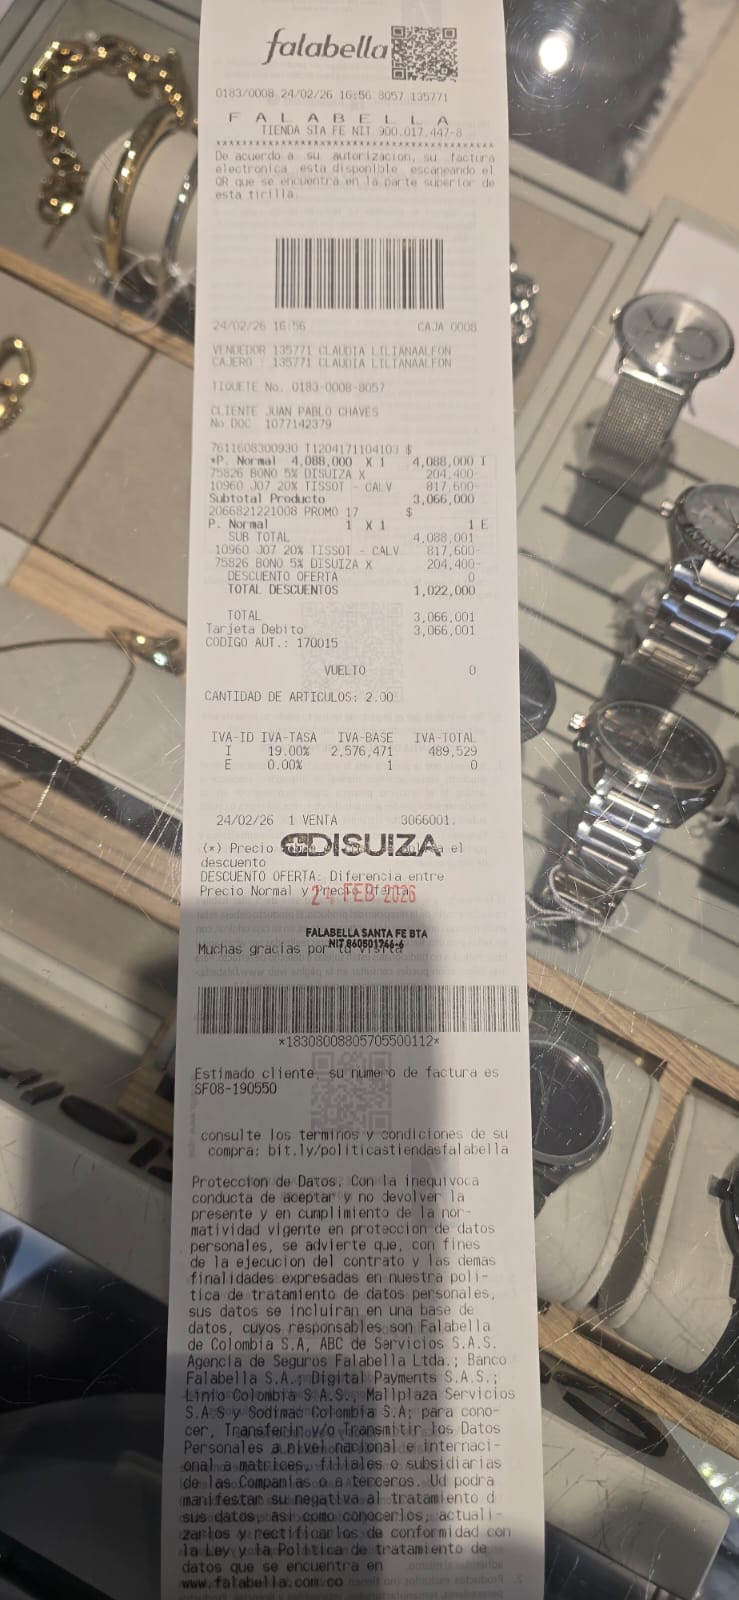 falabella
0183/0008 24/02/26 16:56 8057 135771
F A L A B E L L A
TIENDA STA FE NIT 900.017.447-8
De acuerdo a su autorizacion, su factura
electronica esta disponible escaneando el
QR que se encuentra en la parte superior de
esta tirilla.
24/02/26 16:56 CAJA 0008
VENDEDOR 135771 CLAUDIA LILIANAALFON
CAJERO : 135771 CLAUDIA LILIANAALFON
TIQUETE No. 0183-0008-8057
CLIENTE JUAN PABLO CHAVES
No DOC 1077142379
7611608300930 T1204171104103 $
*P. Normal 4,088,000 X 1 4,088,000 I
75826 BONO 5% DISUIZA X 204,400-
10960 J07 20% TISSOT - CALV 817,600-
Subtotal Producto 3,066,000
2066821221008 PROMO 17 $
P. Normal 1 X 1 1 E
SUB TOTAL 4,088,001
10960 J07 20% TISSOT - CALV 817,600-
75826 BONO 5% DISUIZA X 204,400-
DESCUENTO OFERTA 0
TOTAL DESCUENTOS 1,022,000
TOTAL 3,066,001
Tarjeta Debito 3,066,001
CODIGO AUT.: 170015
VUELTO 0
CANTIDAD DE ARTICULOS: 2.00
IVA-ID IVA-TASA IVA-BASE IVA-TOTAL
I 19.00% 2,576,471 489,529
E 0.00% 1 0
24/02/26 1 VENTA 3066001.
(*) Precio el
DISUIZA
descuento
DESCUENTO OFERTA: Diferencia entre
Precio Normal y Precio Oferta
24 FEB 2026
FALABELLA SANTA FE BTA
NIT 860501746-6
Muchas gracias por tu visita
*18308008805705500112*
Estimado cliente, su numero de factura es
SF08-190550
consulte los terminos y condiciones de su
compra: bit.ly/politicastiendasfalabella
Proteccion de Datos. Con la inequivoca
conducta de aceptar y no devolver la
presente y en cumplimiento de la nor-
matividad vigente en proteccion de datos
personales, se advierte que, con fines
de la ejecucion del contrato y las demas
finalidades expresadas en nuestra poli-
tica de tratamiento de datos personales,
sus datos se incluiran en una base de
datos, cuyos responsables son Falabella
de Colombia S.A, ABC de Servicios S.A.S.
Agencia de Seguros Falabella Ltda.; Banco
Falabella S.A.; Digital Payments S.A.S.;
Linio Colombia S.A.S., Mallplaza Servicios
S.A.S y Sodimac Colombia S.A; para cono-
cer, Transferir y/o Transmitir los Datos
Personales a nivel nacional e internaci-
onal a matrices, filiales o subsidiarias
de las Companias o a terceros. Ud podra
manifestar su negativa al tratamiento d
sus datos, asi como conocerlos, actuali-
zarlos y rectificarlos de conformidad con
la Ley y la Politica de tratamiento de
datos que se encuentra en
www.falabella.com.co